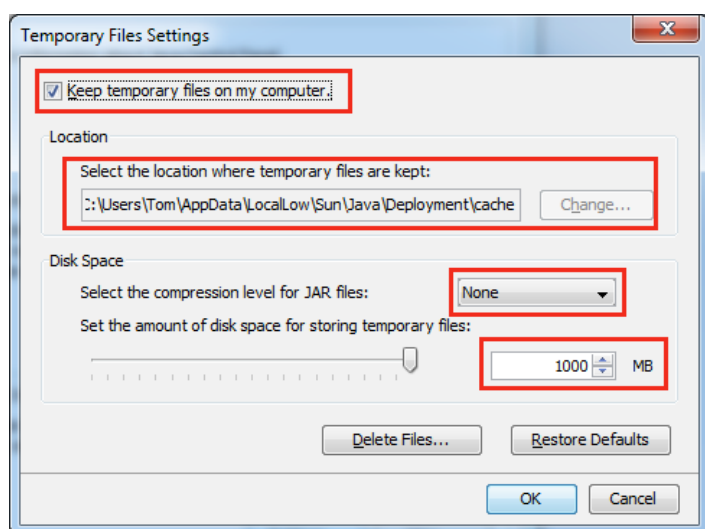 Temporary Files Settings
Keep temporary files on my computer.
Location
Select the location where temporary files are kept:
:\Users\Tom\AppData\LocalLow\Sun\Java\Deployment\cache
Change...
Disk Space
Select the compression level for JAR files:
None
Set the amount of disk space for storing temporary files:
1000
MB
Delete Files...
Restore Defaults
OK
Cancel